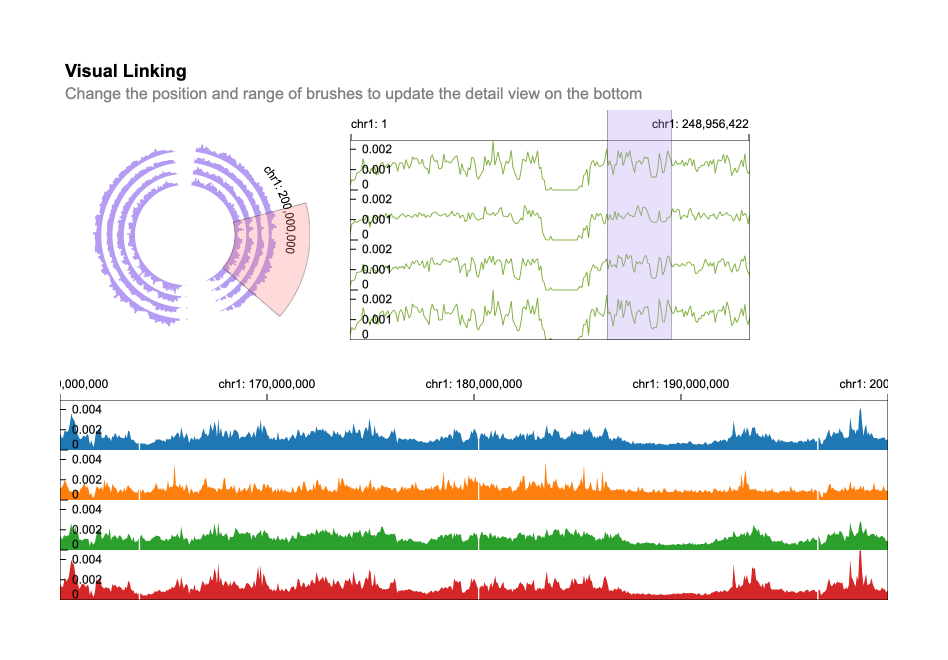 Visual Linking
Change the position and range of brushes to update the detail view on the bottom
chr1: 1
chr1: 248,956,422
0.002
0.001
0
0.002
0.001
0
0.002
0.001
0
0.002
0.001
0
chr1: 200,000,000
0,000,000
chr1: 170,000,000
chr1: 180,000,000
chr1: 190,000,000
chr1: 200
0.004
0.002
0
0.004
0.002
0
0.004
0.002
0
0.004
0.002
0